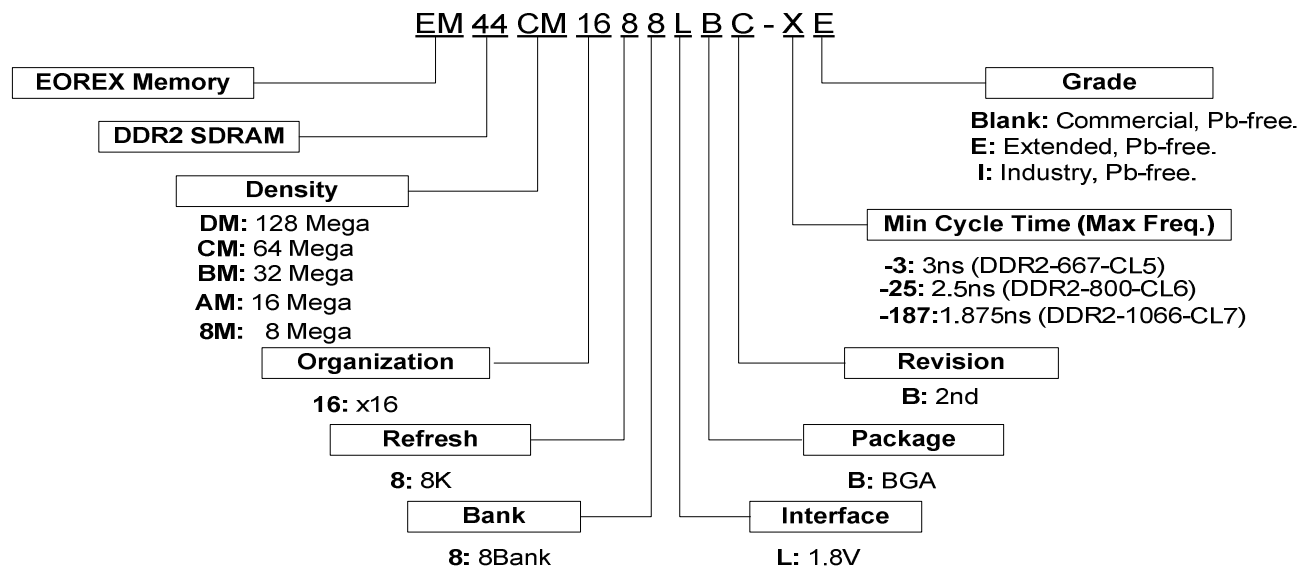 EM 44 CM 16 8 8 L B C - X E
EOREX Memory
DDR2 SDRAM
Density
DM: 128 Mega
CM: 64 Mega
BM: 32 Mega
AM: 16 Mega
8M: 8 Mega
Organization
16: x16
Refresh
8: 8K
Bank
8: 8Bank
Grade
Blank: Commercial, Pb-free.
E: Extended, Pb-free.
I: Industry, Pb-free.
Min Cycle Time (Max Freq.)
-3: 3ns (DDR2-667-CL5)
-25: 2.5ns (DDR2-800-CL6)
-187:1.875ns (DDR2-1066-CL7)
Revision
B: 2nd
Package
B: BGA
Interface
L: 1.8V